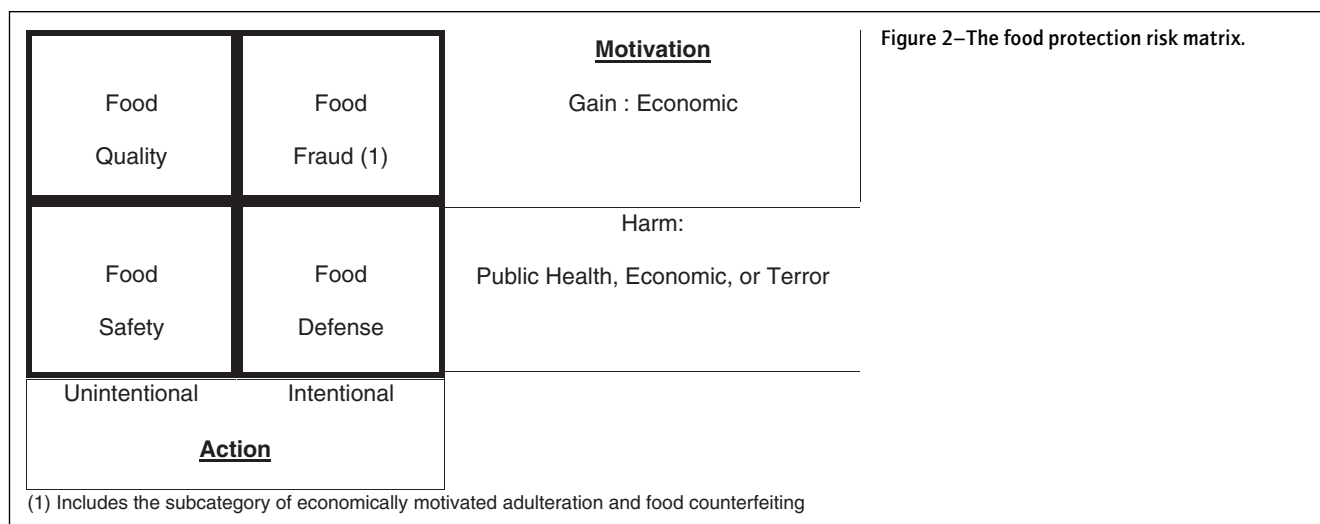 Figure 2–The food protection risk matrix.
Motivation
Food
Quality
Food
Fraud (1)
Gain : Economic
Food
Safety
Food
Defense
Harm:
Public Health, Economic, or Terror
Unintentional
Intentional
Action
(1) Includes the subcategory of economically motivated adulteration and food counterfeiting